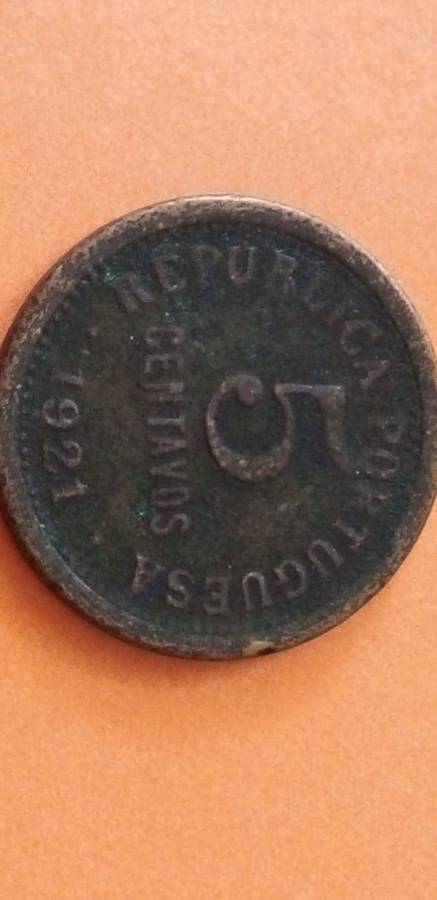 REPUBLICA PORTUGUESA
5
CENTAVOS
· 1921 ·